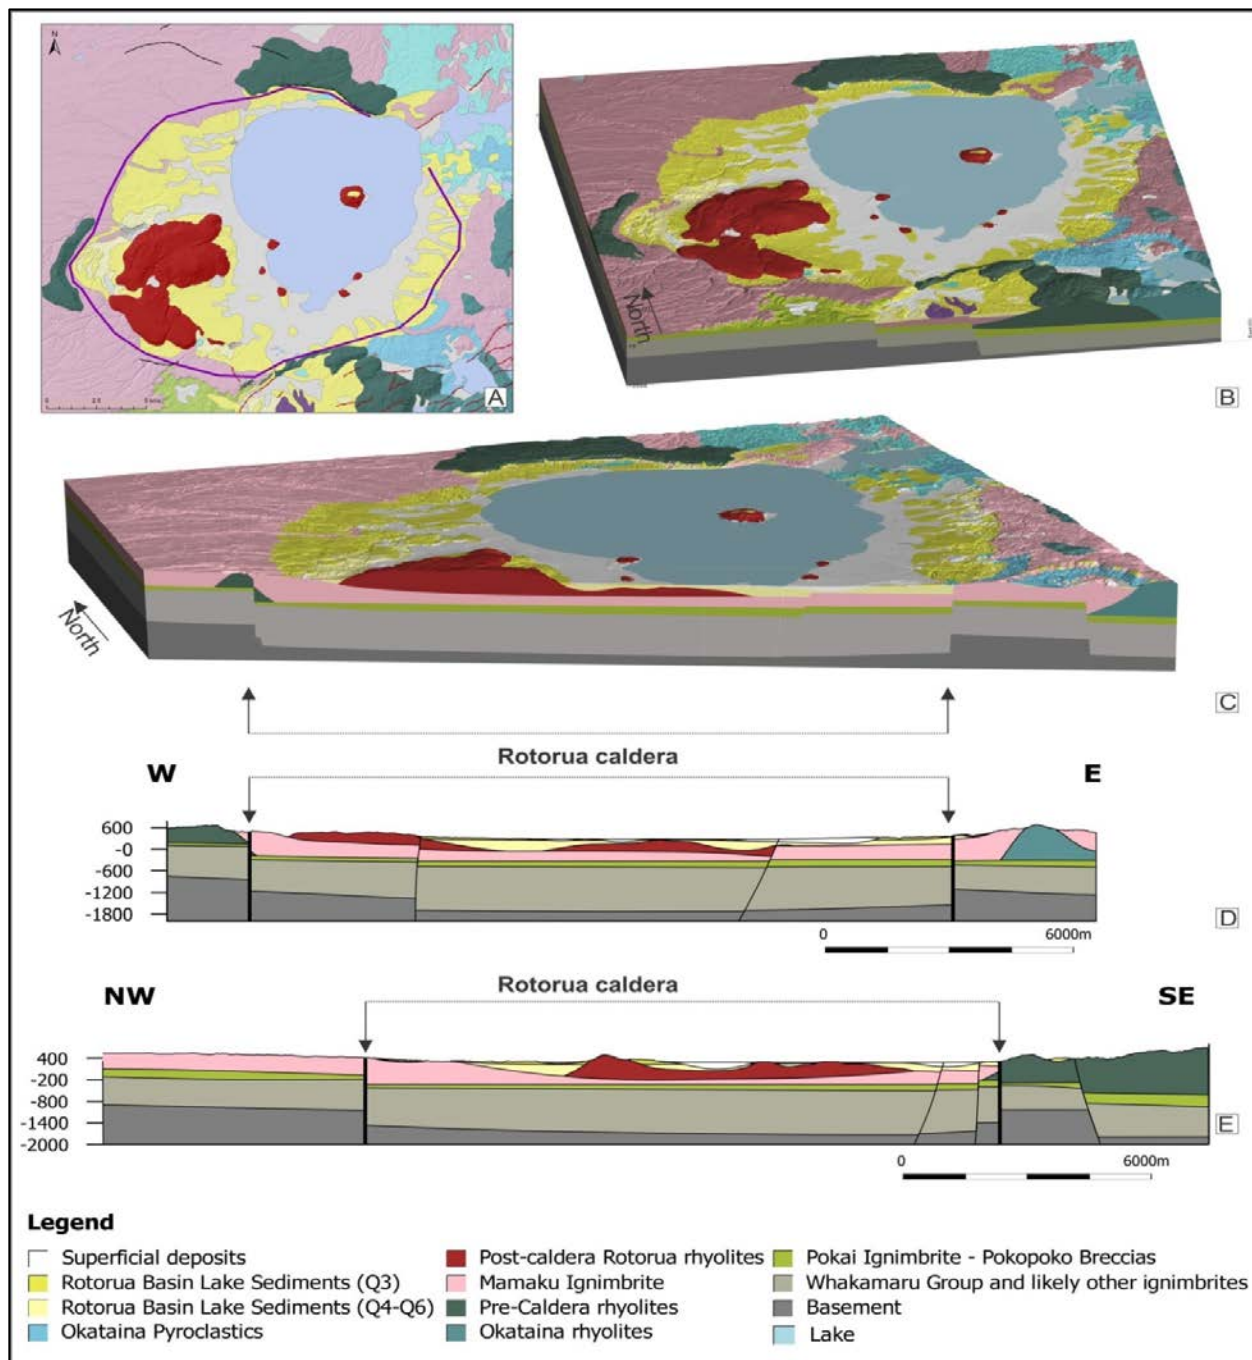 N
A
North
B
North
C
Rotorua caldera
W
E
600
-0
-600
-1200
-1800
D
0
6000m
Rotorua caldera
NW
SE
400
-200
-800
-1400
-2000
E
0
6000m
Legend
Superficial deposits
Rotorua Basin Lake Sediments (Q3)
Rotorua Basin Lake Sediments (Q4-Q6)
Okataina Pyroclastics
Post-caldera Rotorua rhyolites
Mamaku Ignimbrite
Pre-Caldera rhyolites
Okataina rhyolites
Pokai Ignimbrite - Pokopoko Breccias
Whakamaru Group and likely other ignimbrites
Basement
Lake